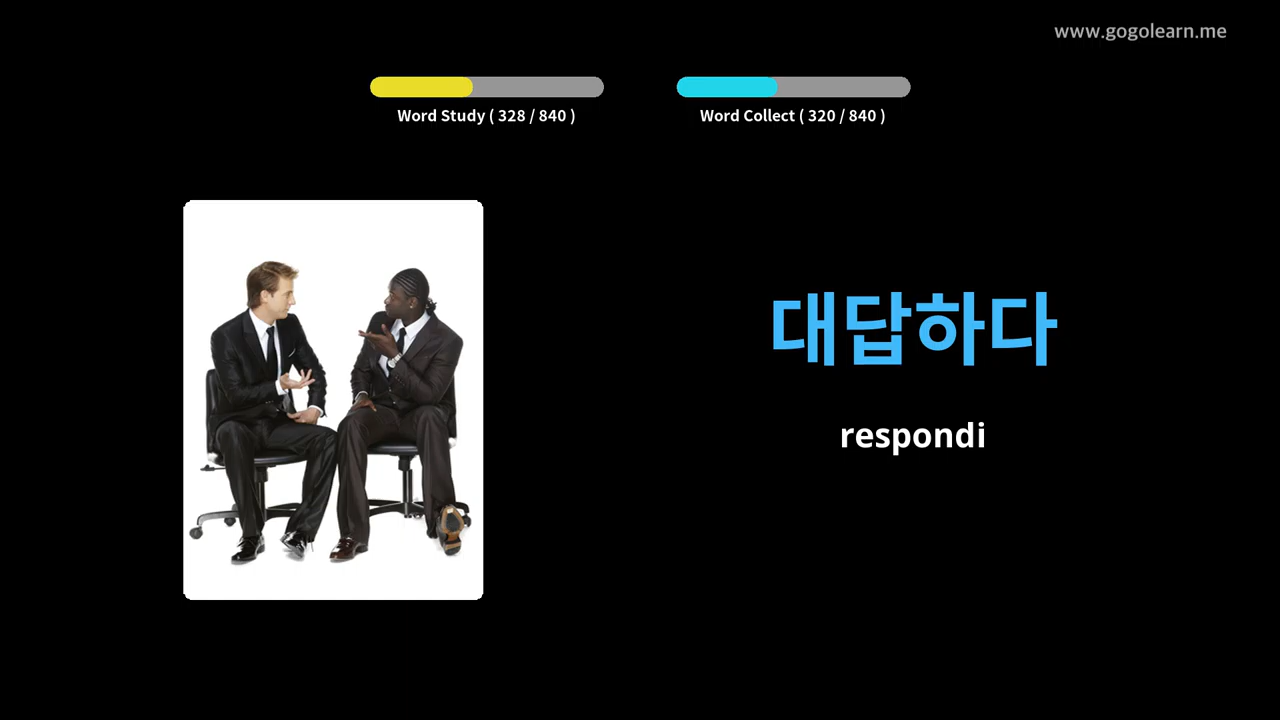 www.gogolearn.me
Word Study ( 328 / 840 )
Word Collect ( 320 / 840 )
대답하다
respondi